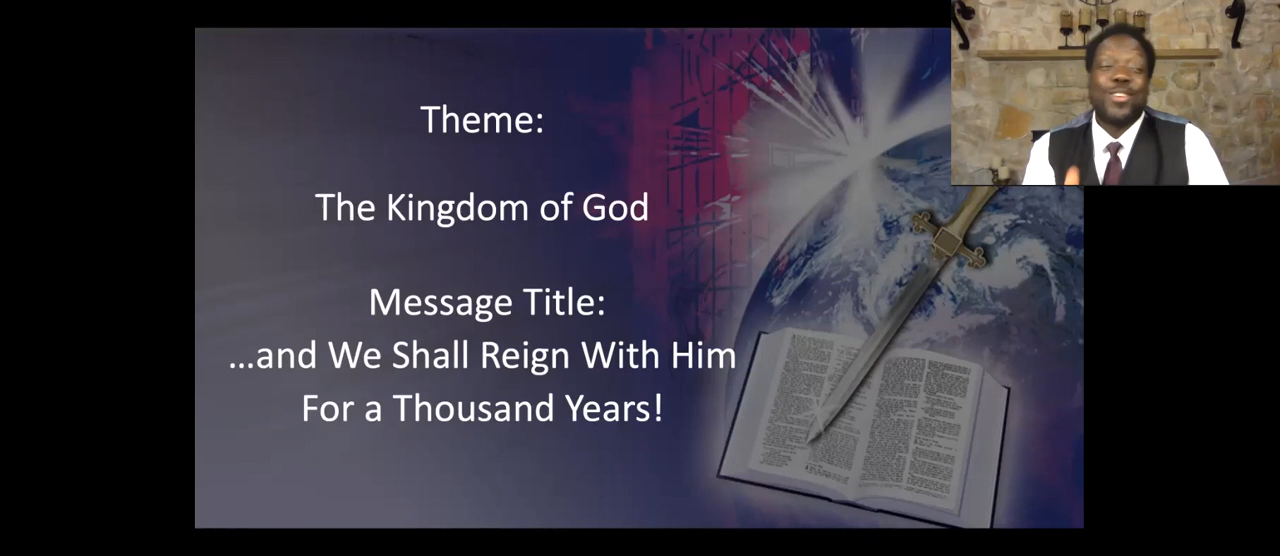 Theme:
The Kingdom of God
Message Title:
...and We Shall Reign With Him
For a Thousand Years!